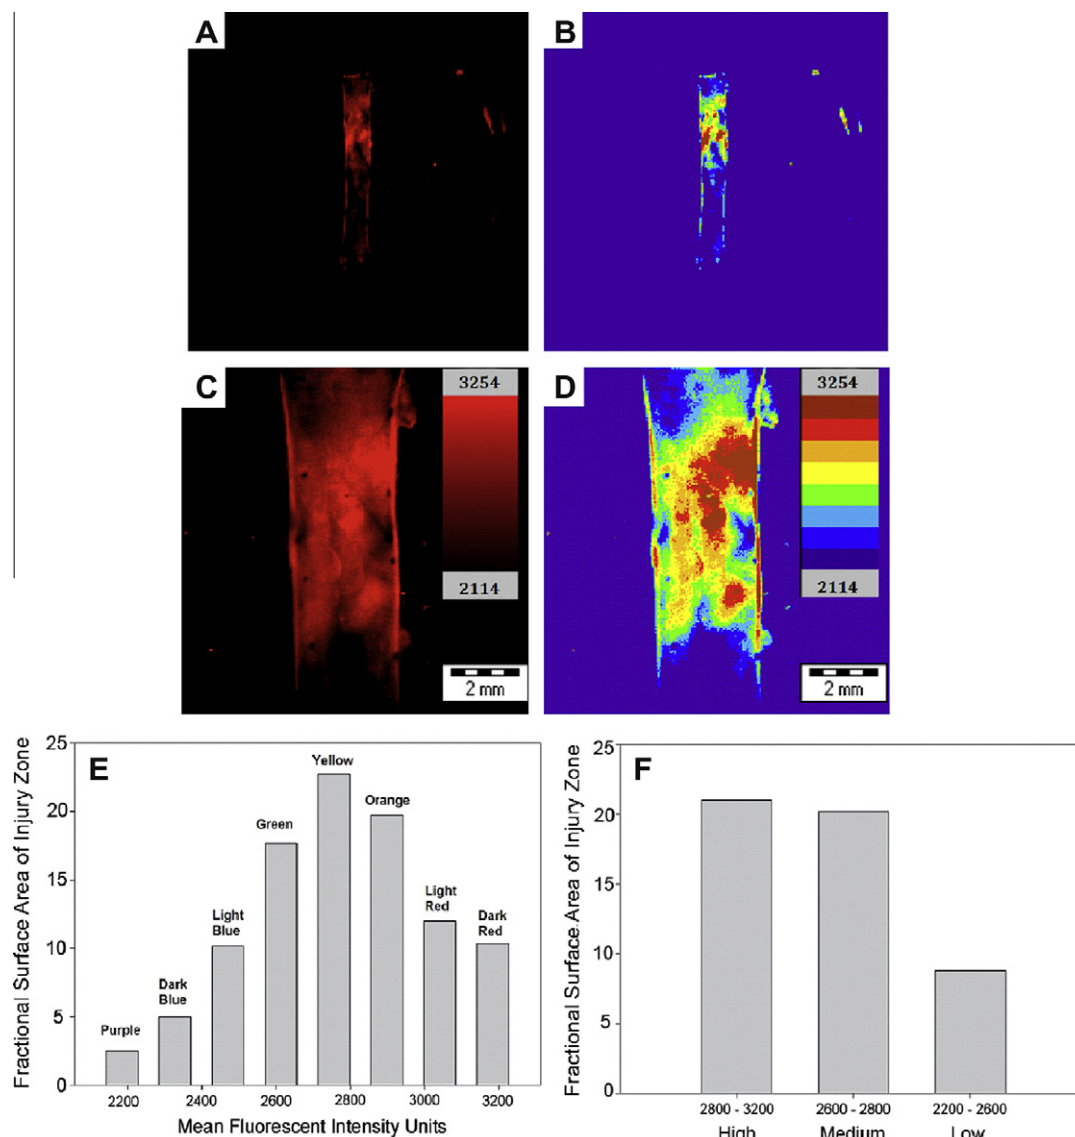 A
B
C
3254
2114
2 mm
D
3254
2114
2 mm
E
Fractional Surface Area of Injury Zone
25
20
15
10
5
0
Purple
Dark
Blue
Light
Blue
Green
Yellow
Orange
Light
Red
Dark
Red
2200 2400 2600 2800 3000 3200
Mean Fluorescent Intensity Units
F
Fractional Surface Area of Injury Zone
25
20
15
10
5
0
2800 - 3200 2600 - 2800 2200 - 2600
High Medium Low